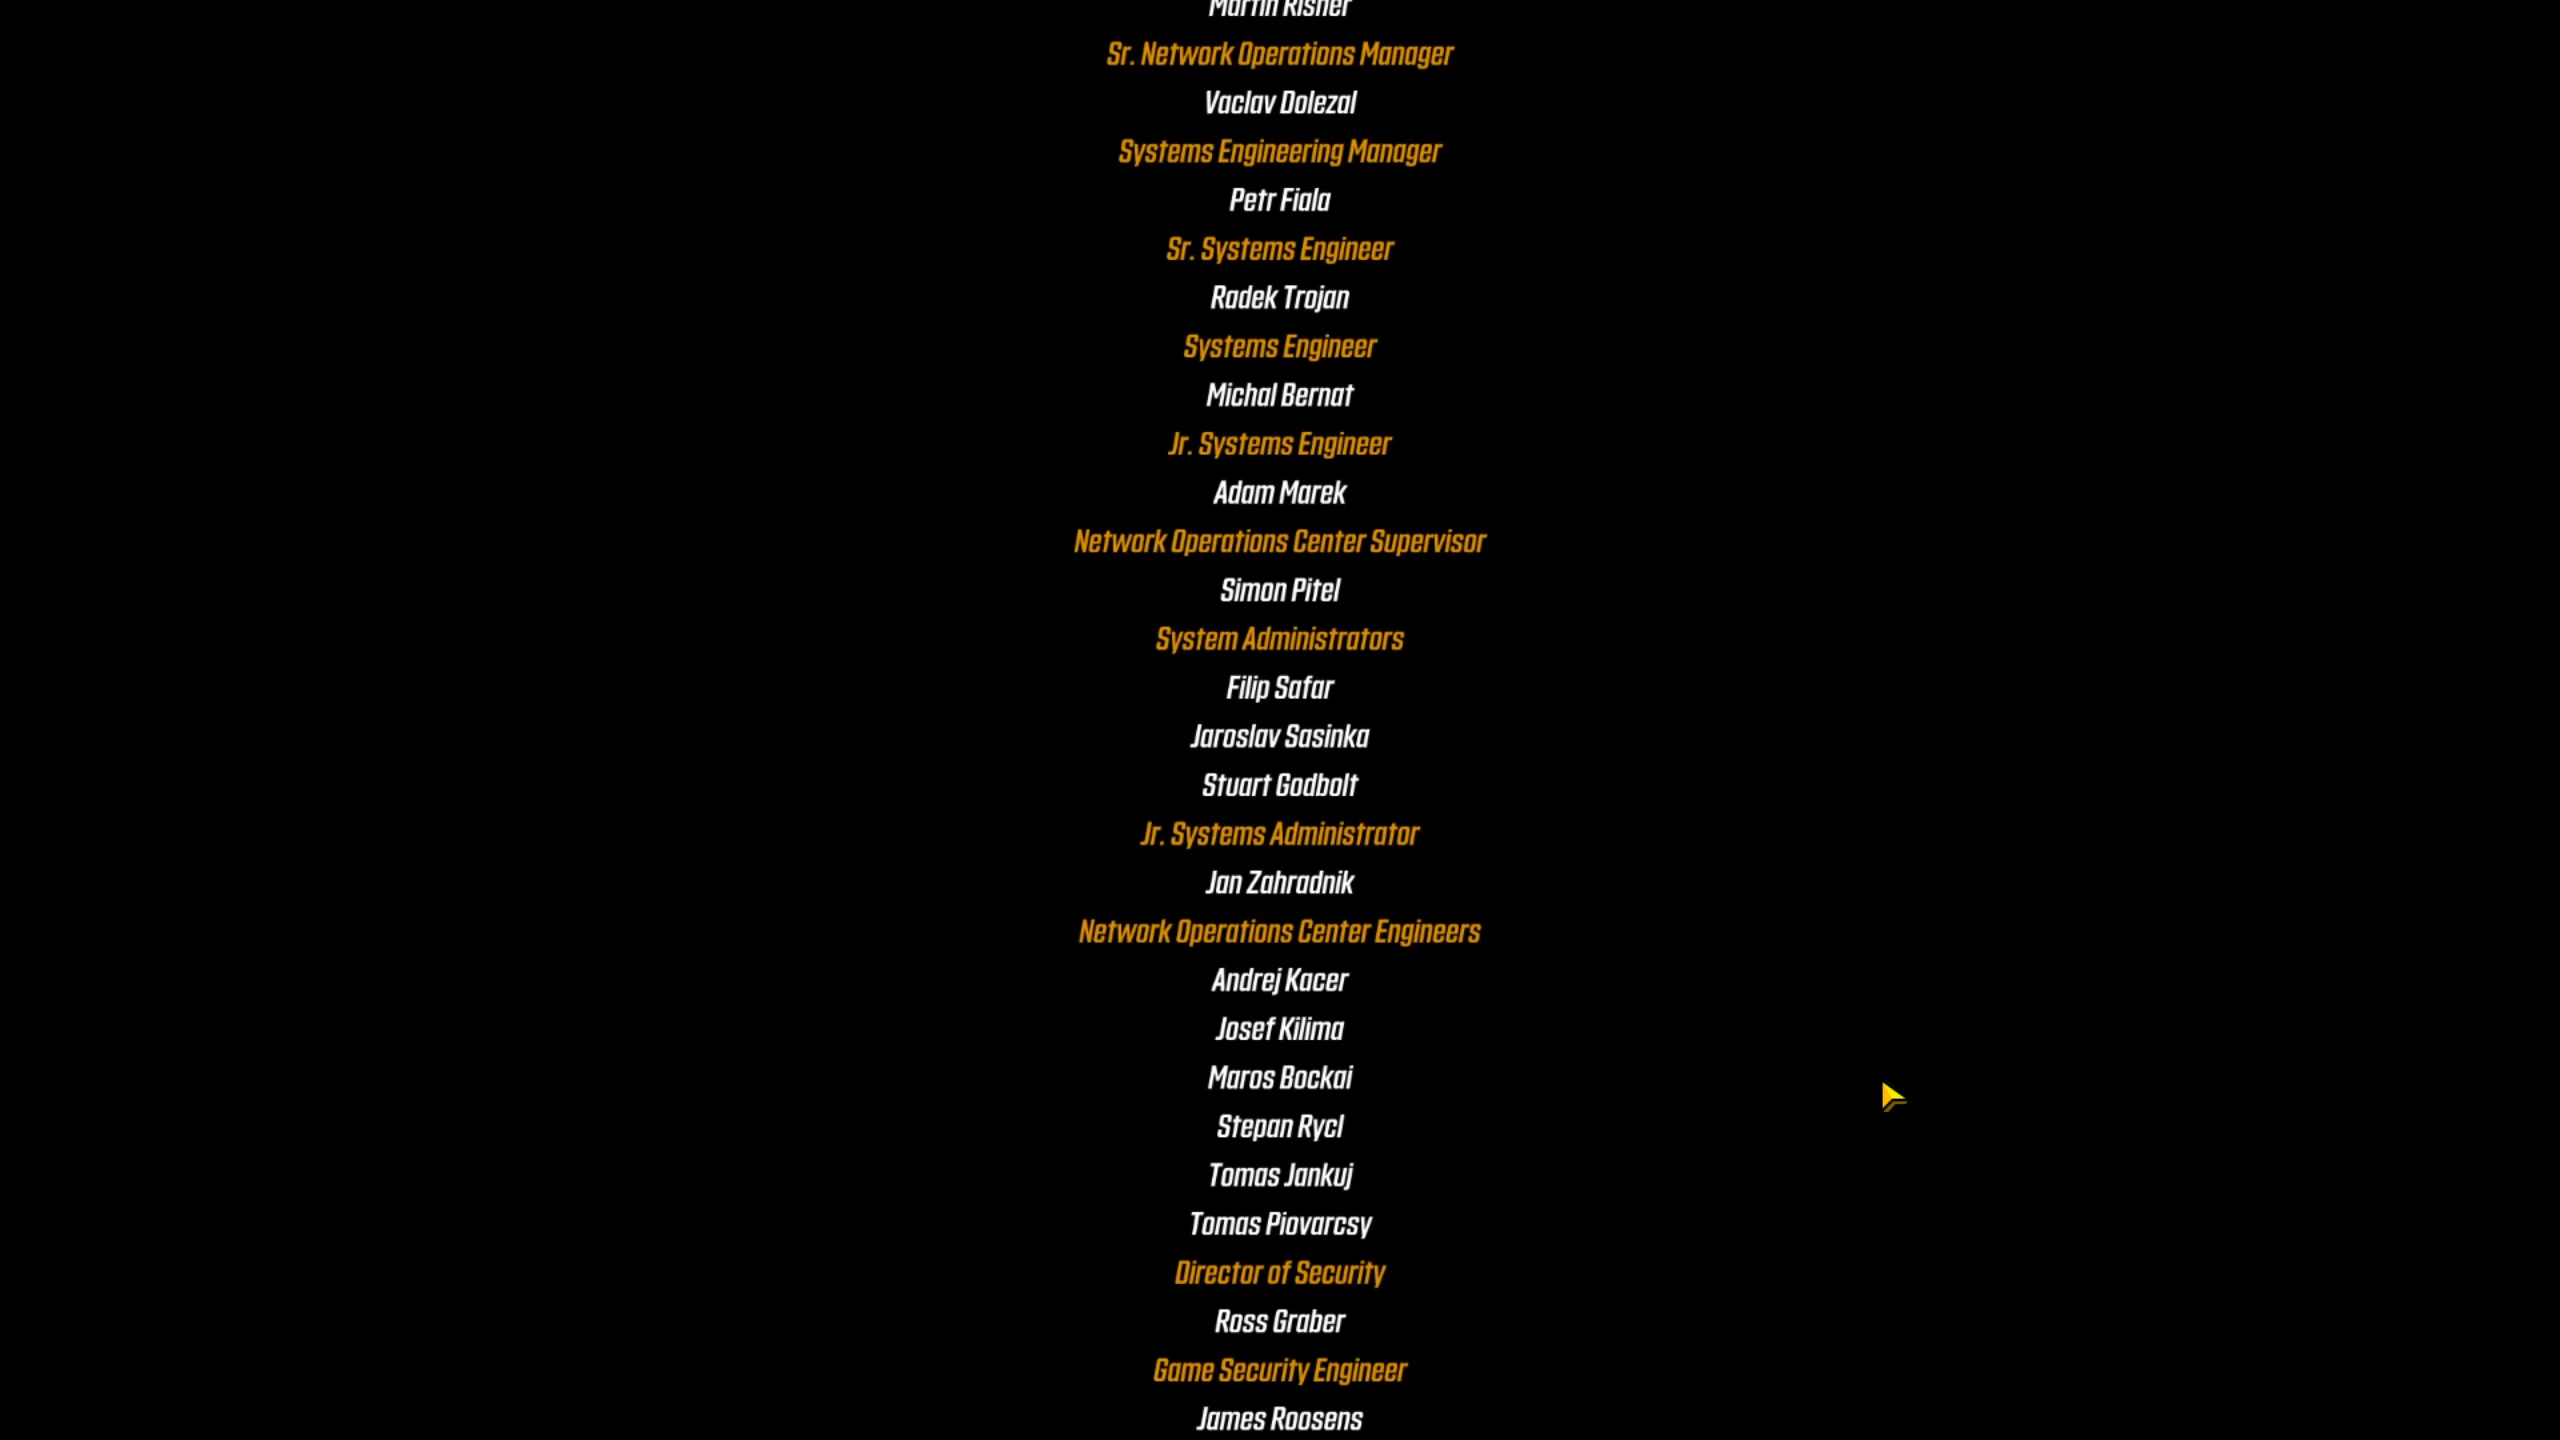 Martin Risner
Sr. Network Operations Manager
Vaclav Dolezal
Systems Engineering Manager
Petr Fiala
Sr. Systems Engineer
Radek Trojan
Systems Engineer
Michal Bernat
Jr. Systems Engineer
Adam Marek
Network Operations Center Supervisor
Simon Pitel
System Administrators
Filip Safar
Jaroslav Sasinka
Stuart Godbolt
Jr. Systems Administrator
Jan Zahradnik
Network Operations Center Engineers
Andrej Kacer
Josef Kilima
Maros Bockai
Stepan Rycl
Tomas Jankuj
Tomas Piovarcsy
Director of Security
Ross Graber
Game Security Engineer
James Roosens